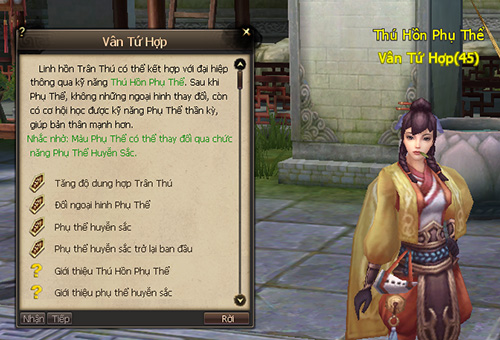 Vân Tứ Hợp
Linh hồn Trân Thú có thể kết hợp với đại hiệp
thông qua kỹ năng Thú Hồn Phụ Thể. Sau khi
Phụ Thể, không những ngoại hình thay đổi, còn
có cơ hội học được kỹ năng Phụ Thể thần kỳ,
giúp bản thân mạnh hơn.
Nhắc nhở: Màu Phụ Thể có thể thay đổi qua chức
năng Phụ Thể Huyễn Sắc.
Tăng độ dung hợp Trân Thú
Đổi ngoại hình Phụ Thể
Phụ thể huyễn sắc
Phụ thể huyễn sắc trở lại ban đầu
Giới thiệu Thú Hồn Phụ Thể
Giới thiệu phụ thể huyễn sắc
Nhận Tiếp Rời
Thú Hồn Phụ Thể
Vân Tứ Hợp(45)